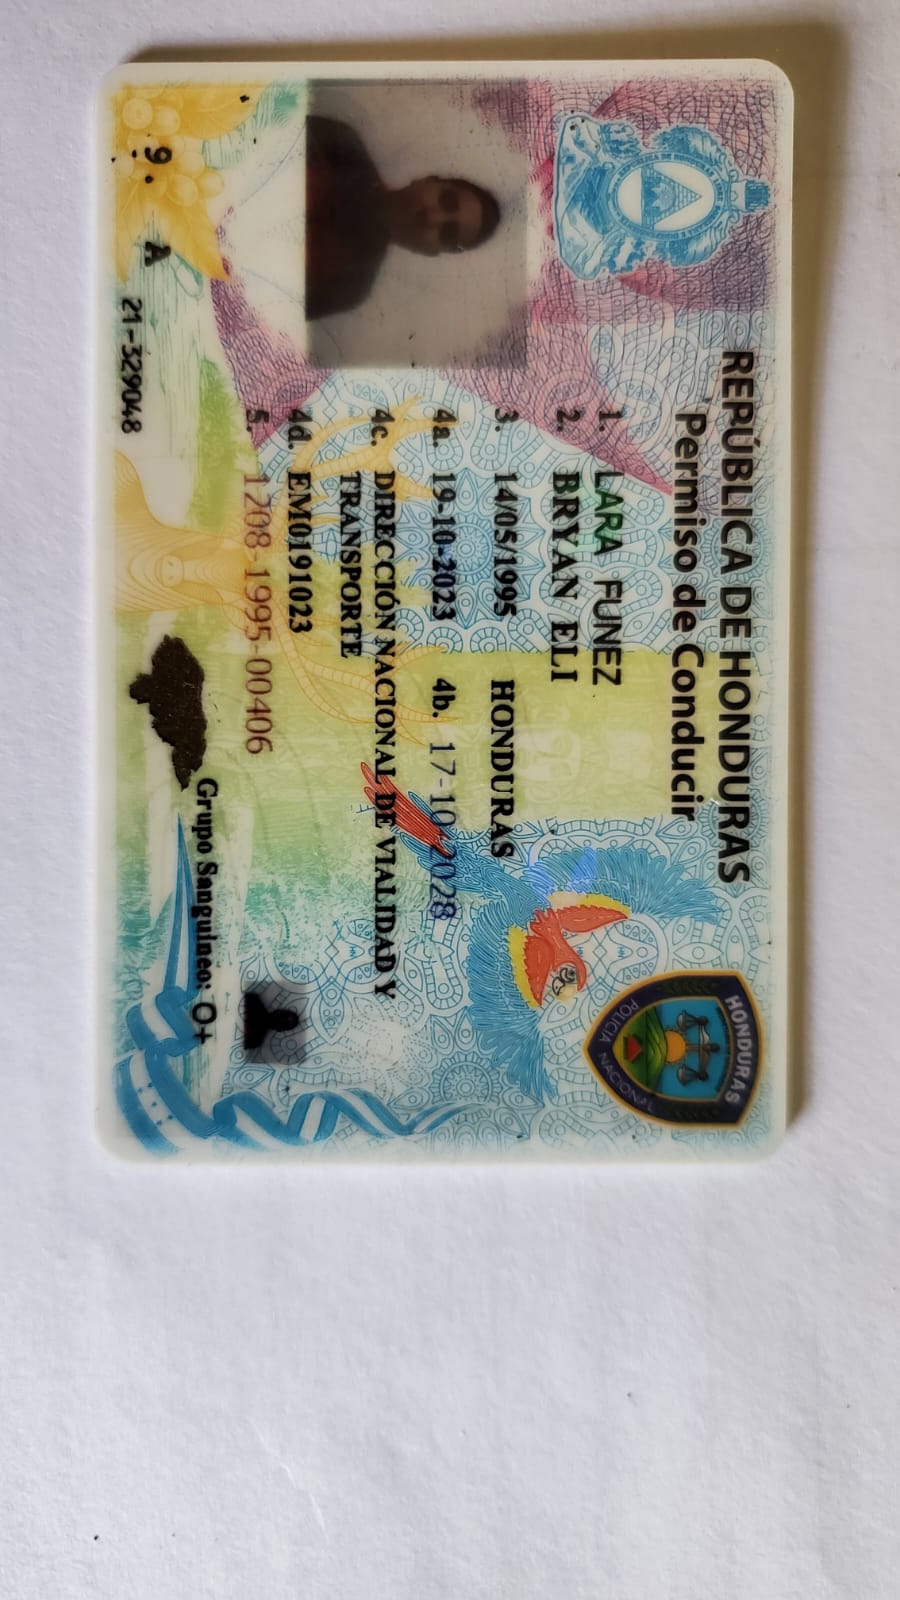 REPÚBLICA DE HONDURAS
Permiso de Conducir
HONDURAS
POLICIA NACIONAL
1. LARA FUNEZ
2. BRYAN ELI
3. 14/05/1995 HONDURAS
4a. 19-10-2023 4b. 17-10-2028
4c. DIRECCIÓN NACIONAL DE VIALIDAD Y
TRANSPORTE
4d. EM0191023
5. 1208-1995-00406
9. A
Grupo Sanguineo: O+
21-329048